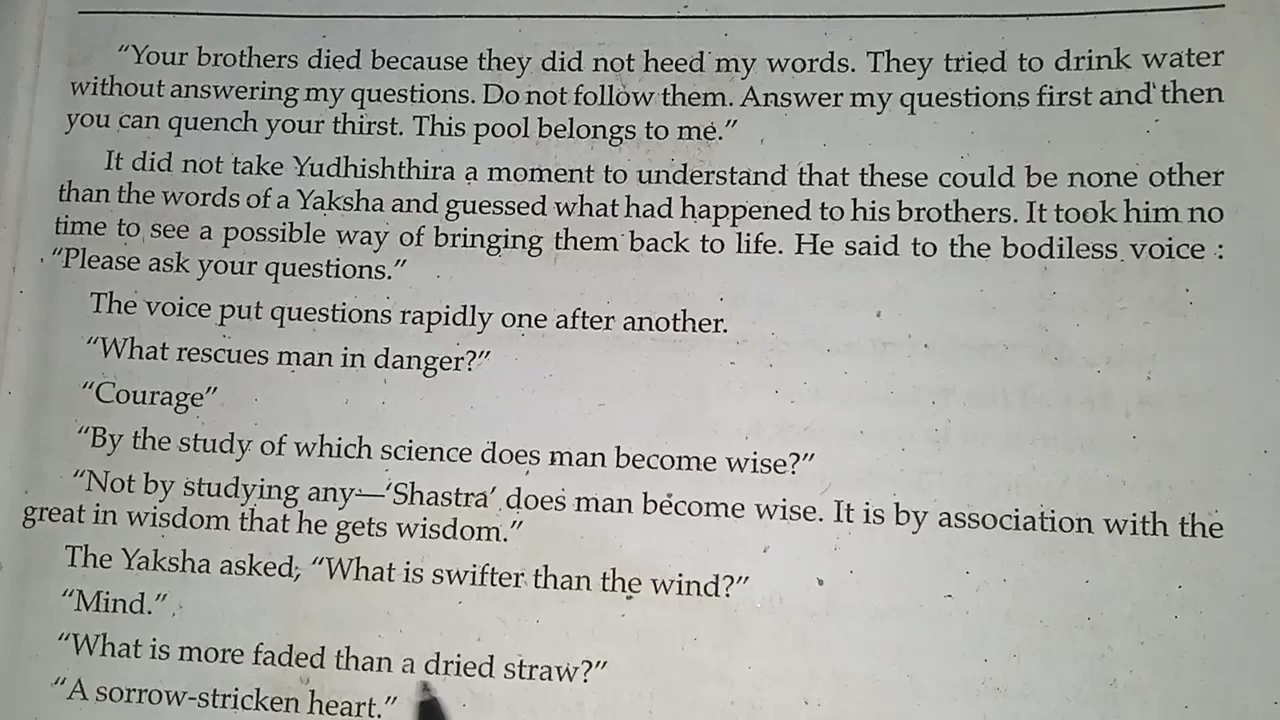 “Your brothers died because they did not heed my words. They tried to drink water
without answering my questions. Do not follow them. Answer my questions first and then
you can quench your thirst. This pool belongs to me.”
It did not take Yudhishthira a moment to understand that these could be none other
than the words of a Yaksha and guessed what had happened to his brothers. It took him no
time to see a possible way of bringing them back to life. He said to the bodiless voice :
“Please ask your questions.”
The voice put questions rapidly one after another.
“What rescues man in danger?”
“Courage”
“By the study of which science does man become wise?”
“Not by studying any—‘Shastra’ does man become wise. It is by association with the
great in wisdom that he gets wisdom.”
The Yaksha asked, “What is swifter than the wind?”
“Mind.”
“What is more faded than a dried straw?”
“A sorrow-stricken heart.”